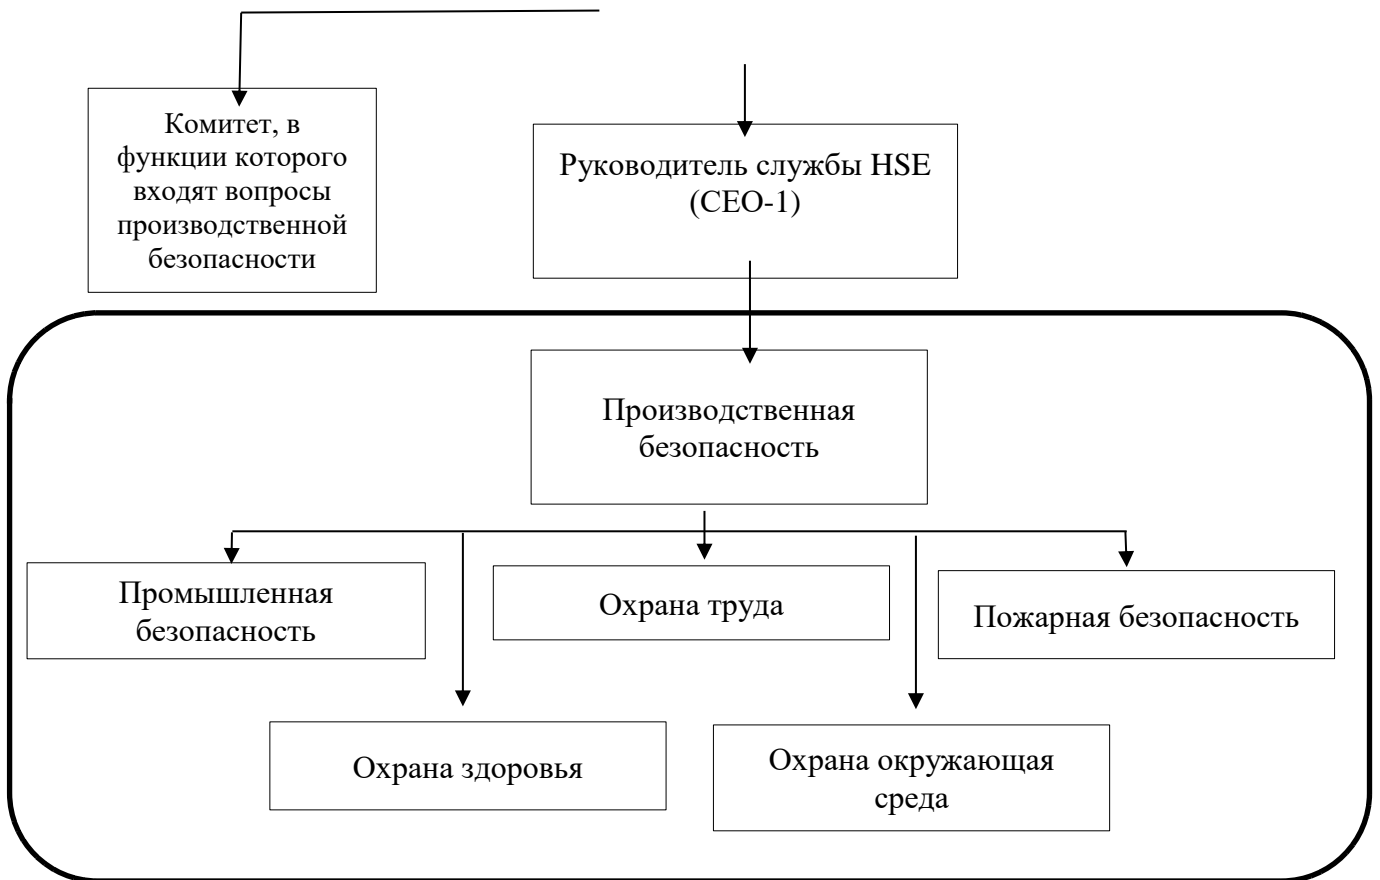 Комитет, в
функции которого
входят вопросы
производственной
безопасности
Руководитель службы HSE
(CEO-1)
Производственная
безопасность
Промышленная
безопасность
Охрана труда
Пожарная безопасность
Охрана здоровья
Охрана окружающая
среда